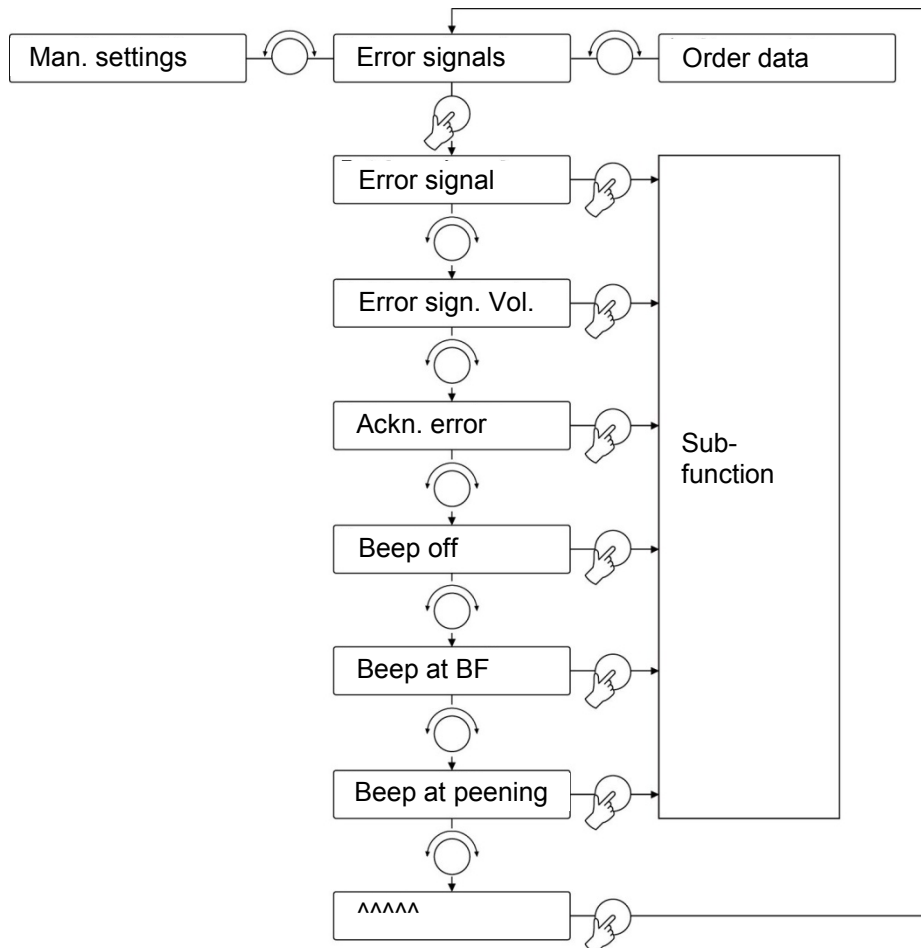 Man. settings
Error signals
Order data
Error signal
Error sign. Vol.
Ackn. error
Sub-
function
Beep off
Beep at BF
Beep at peening
^^^^^